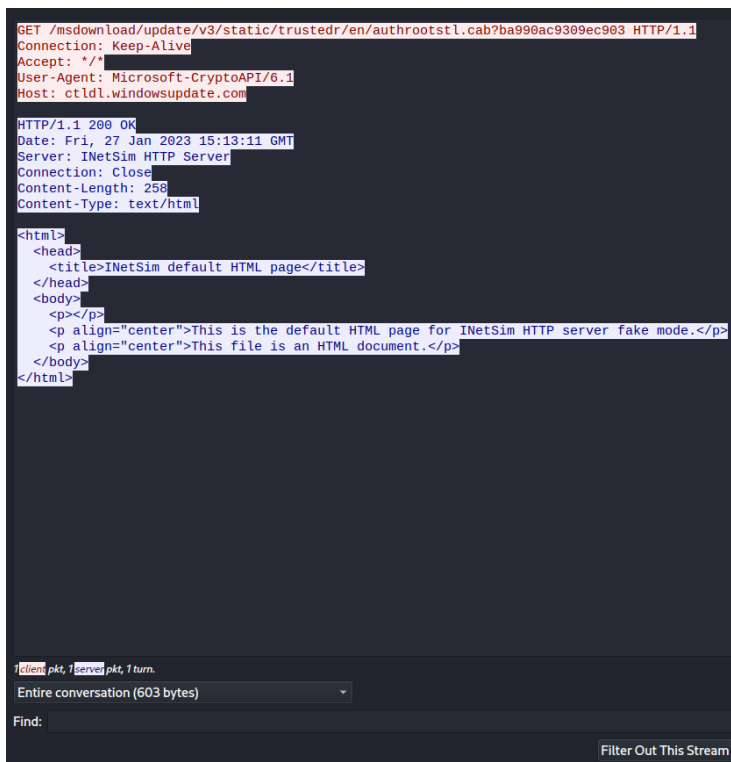 GET /msdownload/update/v3/static/trustedr/en/authrootstl.cab?ba990ac9309ec903 HTTP/1.1
Connection: Keep-Alive
Accept: */*
User-Agent: Microsoft-CryptoAPI/6.1
Host: ctldl.windowsupdate.com

HTTP/1.1 200 OK
Date: Fri, 27 Jan 2023 15:13:11 GMT
Server: INetSim HTTP Server
Connection: Close
Content-Length: 258
Content-Type: text/html

<html>
  <head>
    <title>INetSim default HTML page</title>
  </head>
  <body>
    <p></p>
    <p align="center">This is the default HTML page for INetSim HTTP server fake mode.</p>
    <p align="center">This file is an HTML document.</p>
  </body>
</html>
1 client pkt, 1 server pkt, 1 turn.
Entire conversation (603 bytes)
Find:
Filter Out This Stream